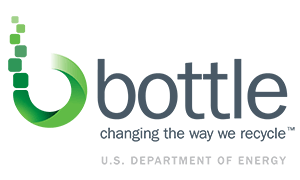 bottle
changing the way we recycle™
U.S. DEPARTMENT OF ENERGY